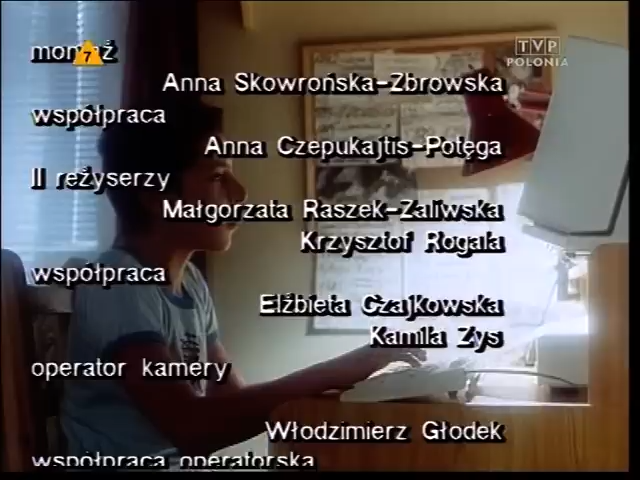 TVP
POLONIA
7
montaż
Anna Skowrońska-Zbrowska
współpraca
Anna Czepukajtis-Potęga
II reżyserzy
Małgorzata Raszek-Zaliwska
Krzysztof Rogala
współpraca
Elżbieta Czajkowska
Kamila Zys
operator kamery
Włodzimierz Głodek
współpraca operatorska